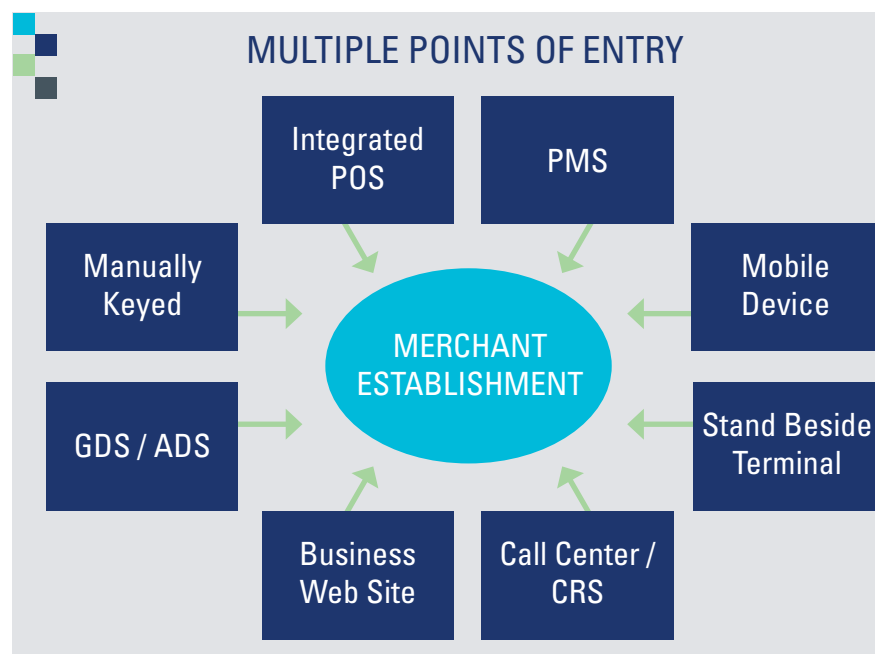 MULTIPLE POINTS OF ENTRY
Integrated
POS
PMS
Manually
Keyed
Mobile
Device
MERCHANT
ESTABLISHMENT
GDS / ADS
Stand Beside
Terminal
Business
Web Site
Call Center /
CRS